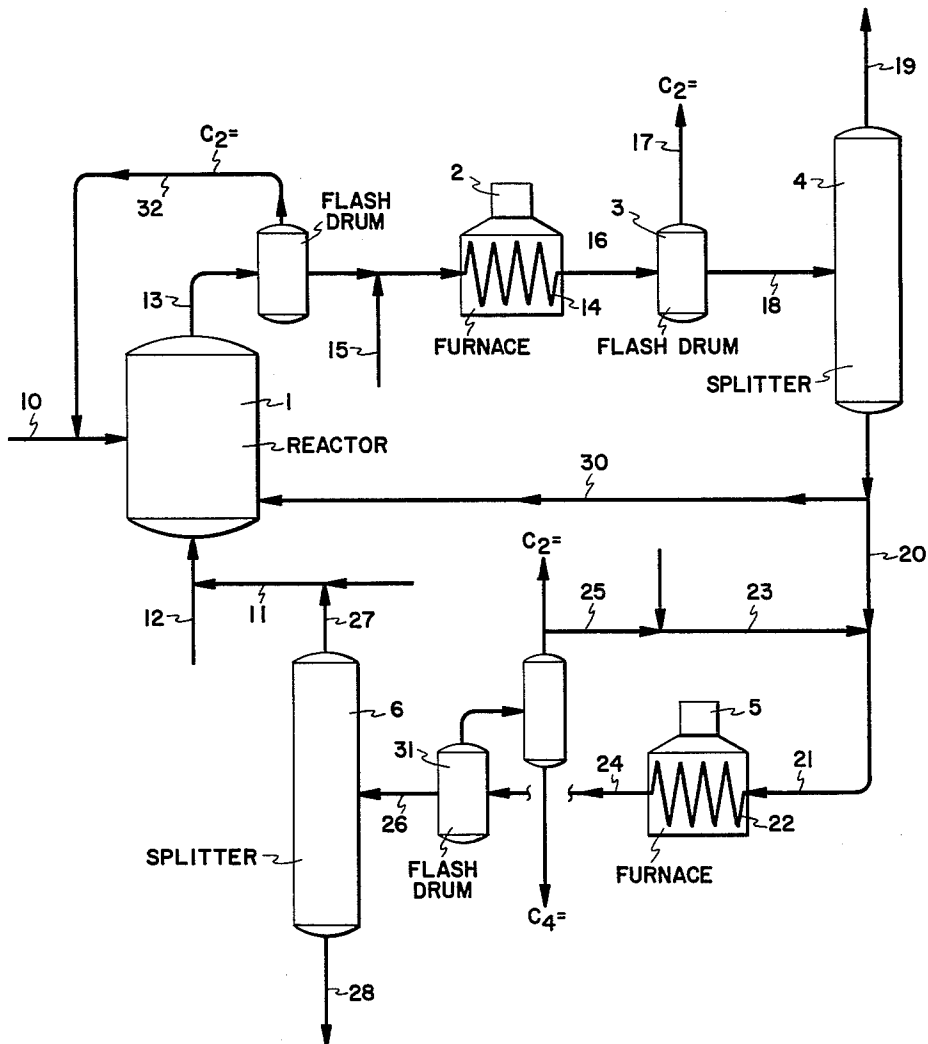 19
C2=
C2=
32
FLASH
DRUM
2
17
3
4
16
13
14
18
15
FURNACE
FLASH DRUM
SPLITTER
10
1
REACTOR
30
C2=
20
12
11
27
25
23
6
5
31
24
21
26
22
SPLITTER
FLASH
DRUM
FURNACE
C4=
28